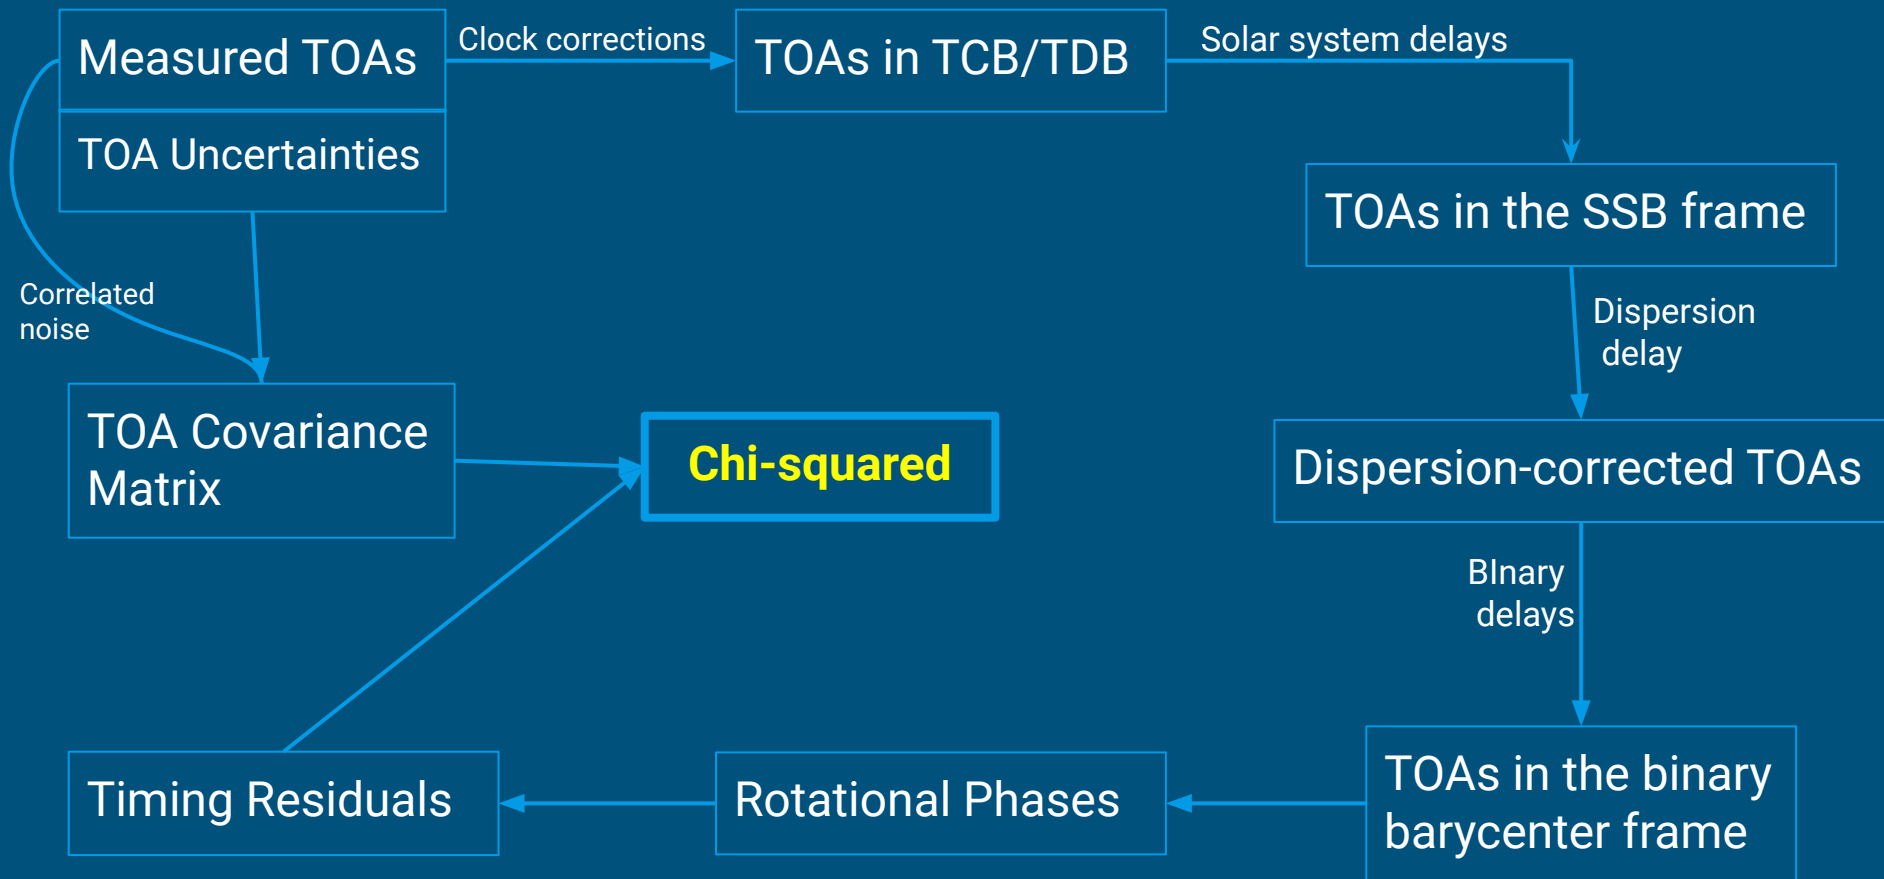 Measured TOAs
Clock corrections
TOAs in TCB/TDB
Solar system delays
TOA Uncertainties
TOAs in the SSB frame
Correlated
noise
Dispersion
delay
TOA Covariance
Matrix
Chi-squared
Dispersion-corrected TOAs
BInary
delays
Timing Residuals
Rotational Phases
TOAs in the binary
barycenter frame